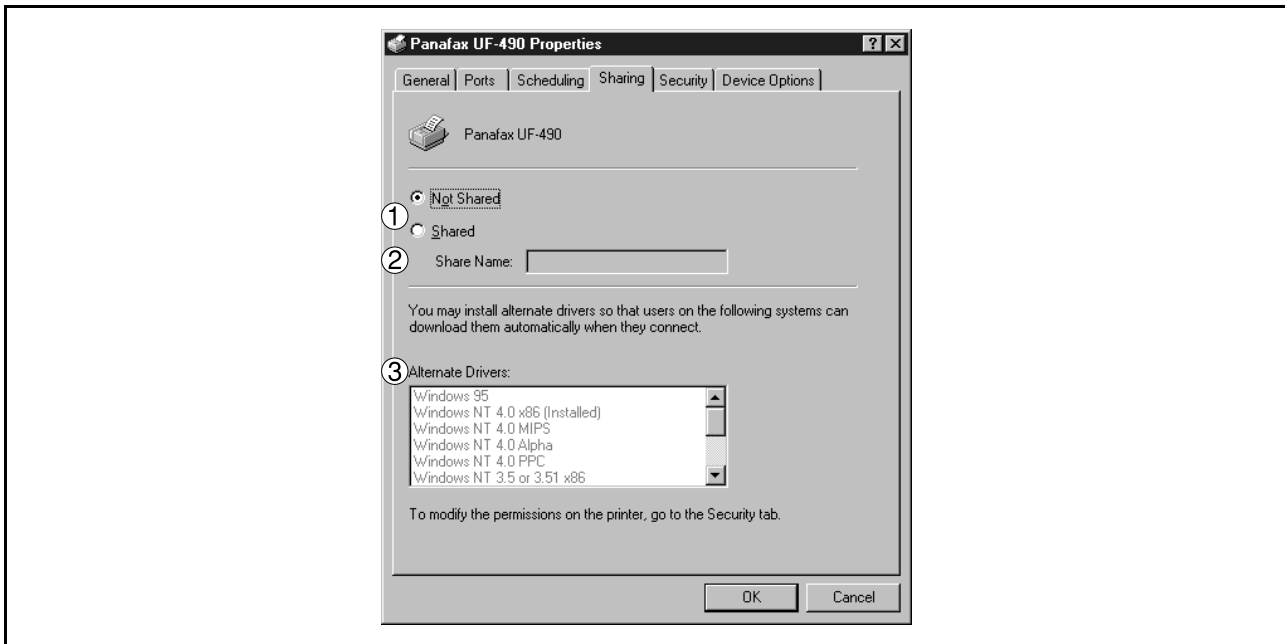 Panafax UF-490 Properties
General Ports Scheduling Sharing Security Device Options
Panafax UF-490
Not Shared
①
Shared
② Share Name:
You may install alternate drivers so that users on the following systems can
download them automatically when they connect.
③ Alternate Drivers:
Windows 95
Windows NT 4.0 x86 (Installed)
Windows NT 4.0 MIPS
Windows NT 4.0 Alpha
Windows NT 4.0 PPC
Windows NT 3.5 or 3.51 x86
To modify the permissions on the printer, go to the Security tab.
OK Cancel